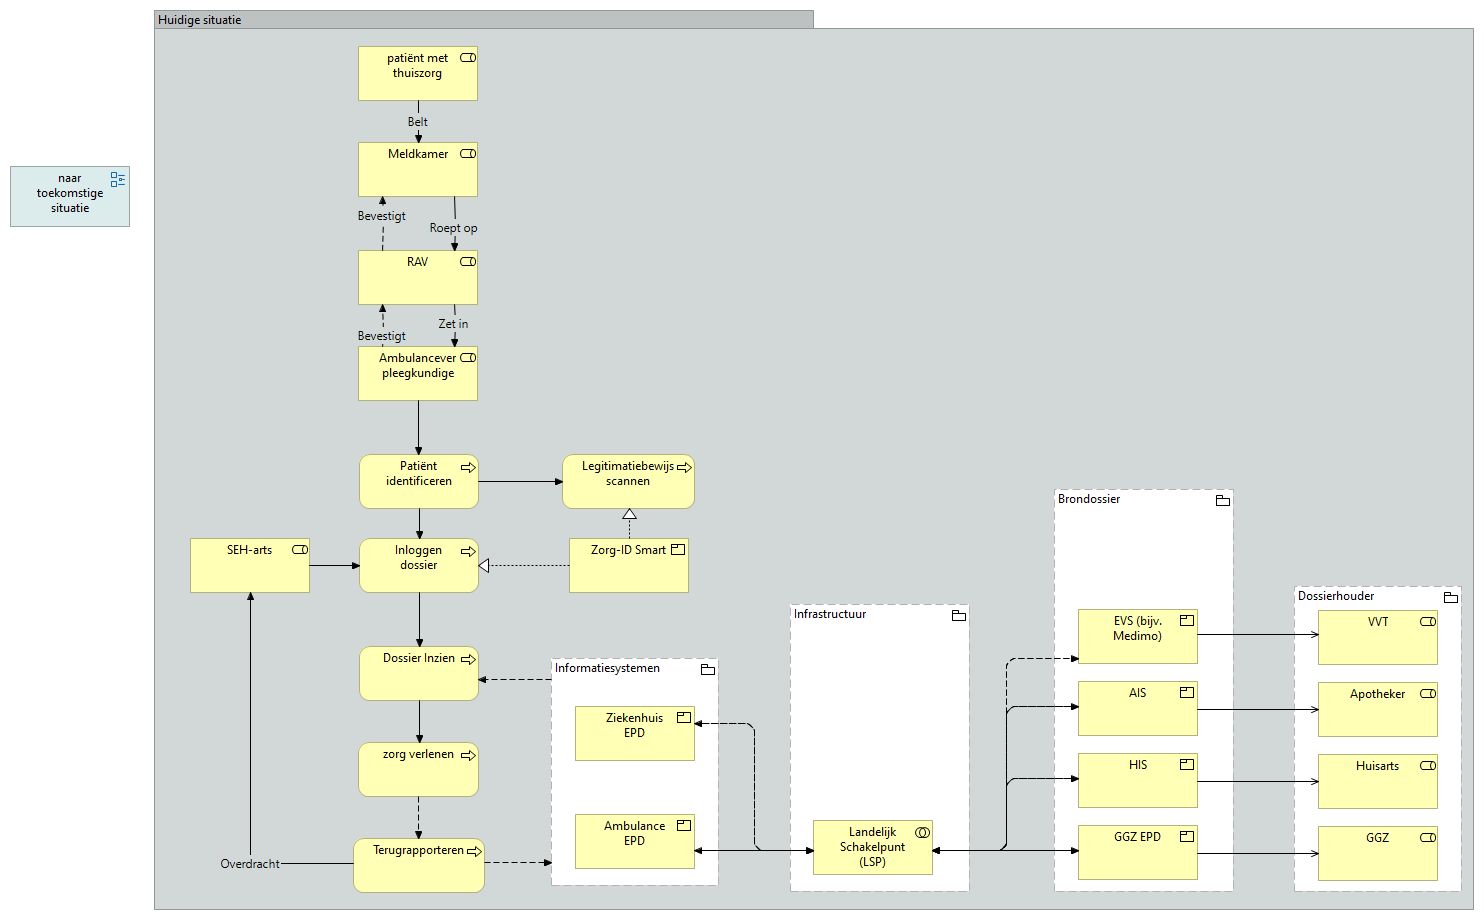 Huidige situatie
patiënt met
thuiszorg
Belt
Meldkamer
naar
toekomstige
situatie
Bevestigt
Roept op
RAV
Zet in
Bevestigt
Ambulancever
pleegkundige
Patiënt
identificeren
Legitimatiebewijs
scannen
SEH-arts
Inloggen
dossier
Zorg-ID Smart
Dossier Inzien
zorg verlenen
Terugrapporteren
Overdracht
Informatiesystemen
Ziekenhuis
EPD
Ambulance
EPD
Infrastructuur
Landelijk
Schakelpunt
(LSP)
Brondossier
EVS (bijv.
Medimo)
AIS
HIS
GGZ EPD
Dossierhouder
VVT
Apotheker
Huisarts
GGZ